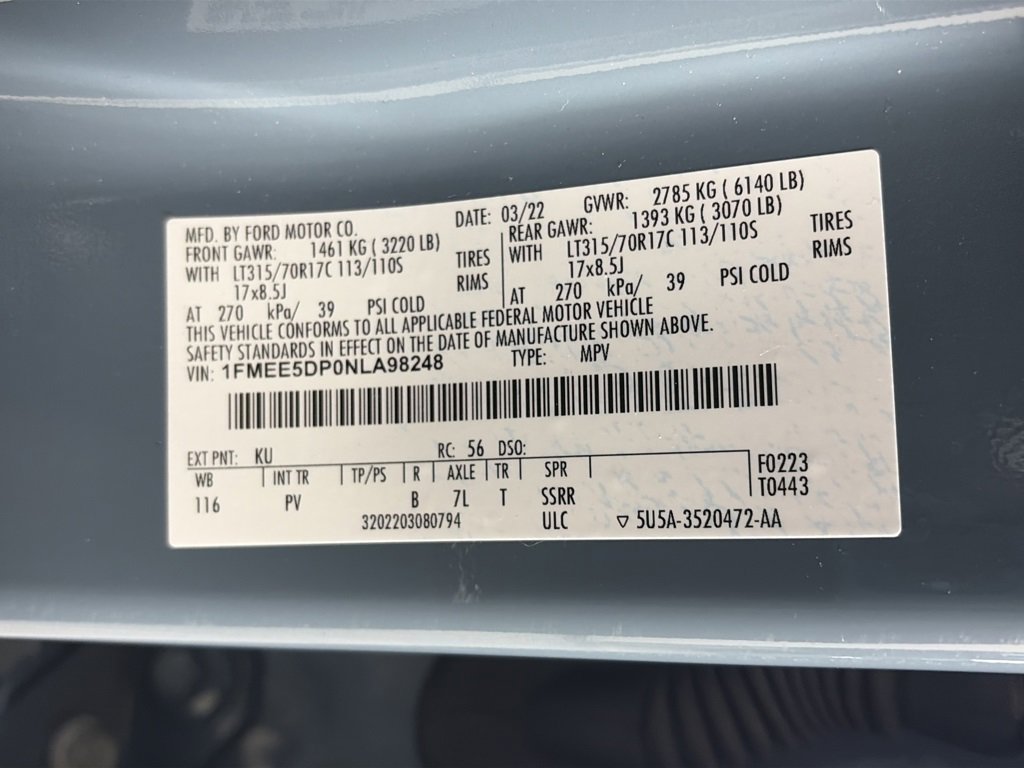 MFD. BY FORD MOTOR CO. DATE: 03/22 GVWR: 2785 KG ( 6140 LB)
FRONT GAWR: 1461 KG ( 3220 LB) REAR GAWR: 1393 KG ( 3070 LB)
WITH LT315/70R17C 113/110S TIRES WITH LT315/70R17C 113/110S TIRES
17x8.5J RIMS 17x8.5J RIMS
AT 270 kPa/ 39 PSI COLD AT 270 kPa/ 39 PSI COLD
THIS VEHICLE CONFORMS TO ALL APPLICABLE FEDERAL MOTOR VEHICLE
SAFETY STANDARDS IN EFFECT ON THE DATE OF MANUFACTURE SHOWN ABOVE.
VIN: 1FMEE5DP0NLA98248 TYPE: MPV
EXT PNT: KU RC: 56 DSO:
WB INT TR TP/PS R AXLE TR SPR F0223
116 PV B 7L T SSRR T0443
3202203080794 ULC ▽ 5U5A-3520472-AA